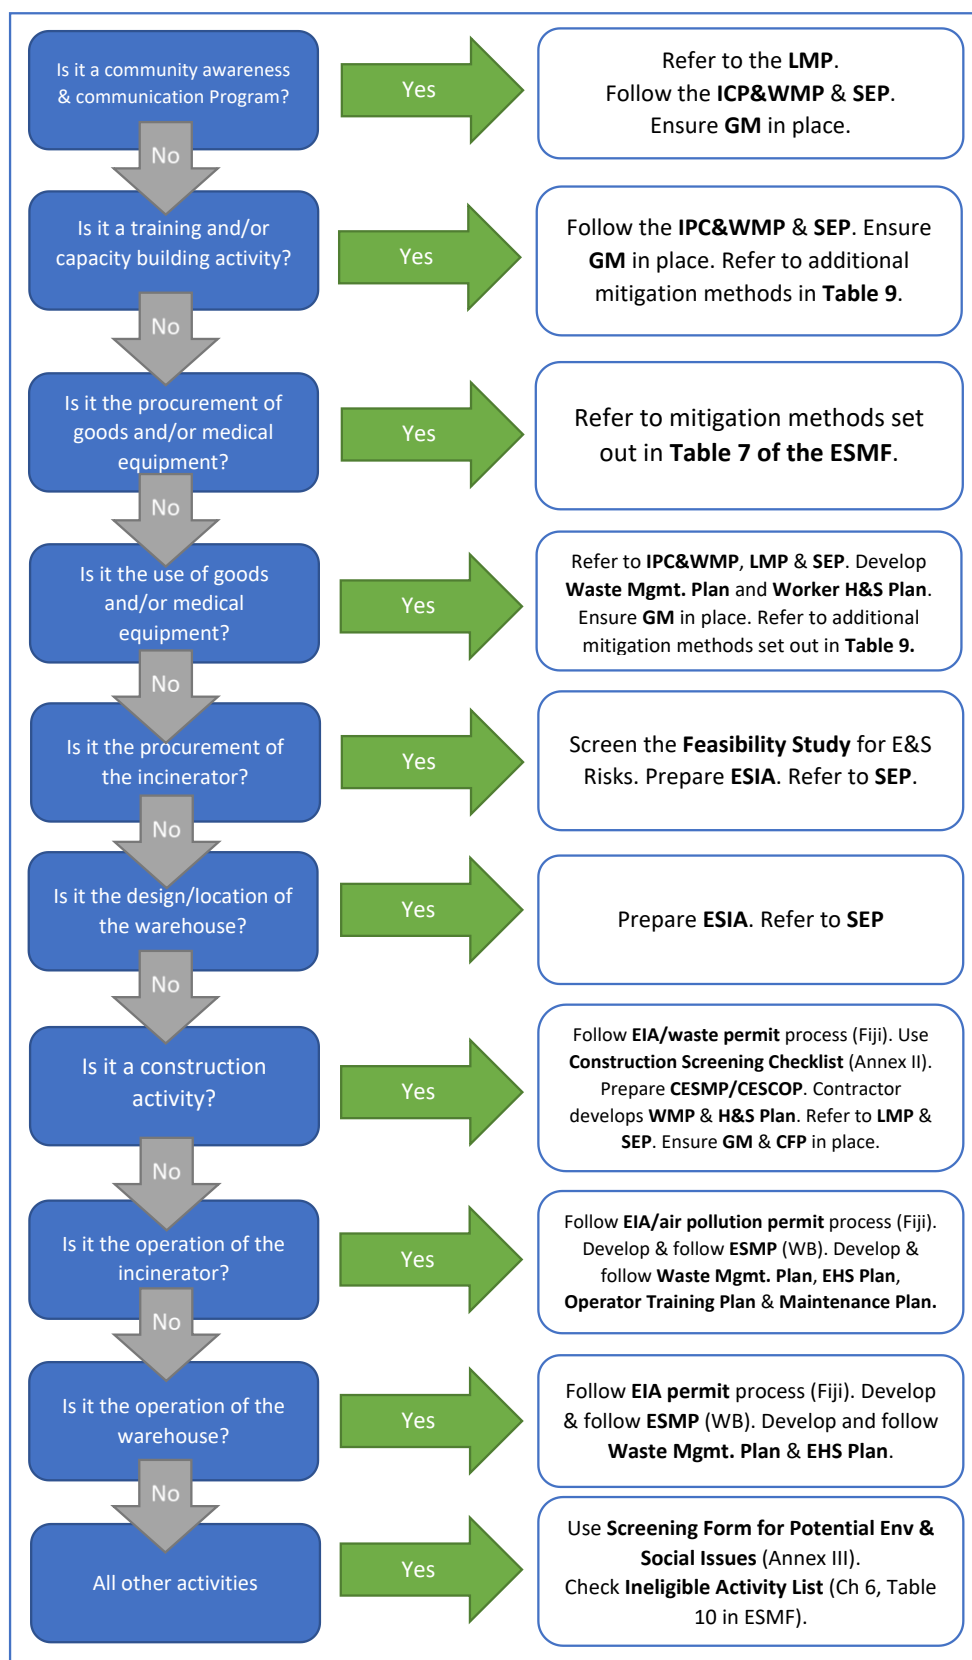 Is it a community awareness
& communication Program?
Yes
Refer to the LMP.
Follow the ICP&WMP & SEP.
Ensure GM in place.
No
Is it a training and/or
capacity building activity?
Yes
Follow the IPC&WMP & SEP. Ensure
GM in place. Refer to additional
mitigation methods in Table 9.
No
Is it the procurement of
goods and/or medical
equipment?
Yes
Refer to mitigation methods set
out in Table 7 of the ESMF.
No
Is it the use of goods
and/or medical
equipment?
Yes
Refer to IPC&WMP, LMP & SEP. Develop
Waste Mgmt. Plan and Worker H&S Plan.
Ensure GM in place. Refer to additional
mitigation methods set out in Table 9.
No
Is it the procurement of
the incinerator?
Yes
Screen the Feasibility Study for E&S
Risks. Prepare ESIA. Refer to SEP.
No
Is it the design/location of
the warehouse?
Yes
Prepare ESIA. Refer to SEP
No
Is it a construction
activity?
Yes
Follow EIA/waste permit process (Fiji). Use
Construction Screening Checklist (Annex II).
Prepare CESMP/CESCOP. Contractor
develops WMP & H&S Plan. Refer to LMP &
SEP. Ensure GM & CFP in place.
No
Is it the operation of the
incinerator?
Yes
Follow EIA/air pollution permit process (Fiji).
Develop & follow ESMP (WB). Develop &
follow Waste Mgmt. Plan, EHS Plan,
Operator Training Plan & Maintenance Plan.
No
Is it the operation of the
warehouse?
Yes
Follow EIA permit process (Fiji). Develop
& follow ESMP (WB). Develop and follow
Waste Mgmt. Plan & EHS Plan.
No
All other activities
Yes
Use Screening Form for Potential Env &
Social Issues (Annex III).
Check Ineligible Activity List (Ch 6, Table
10 in ESMF).